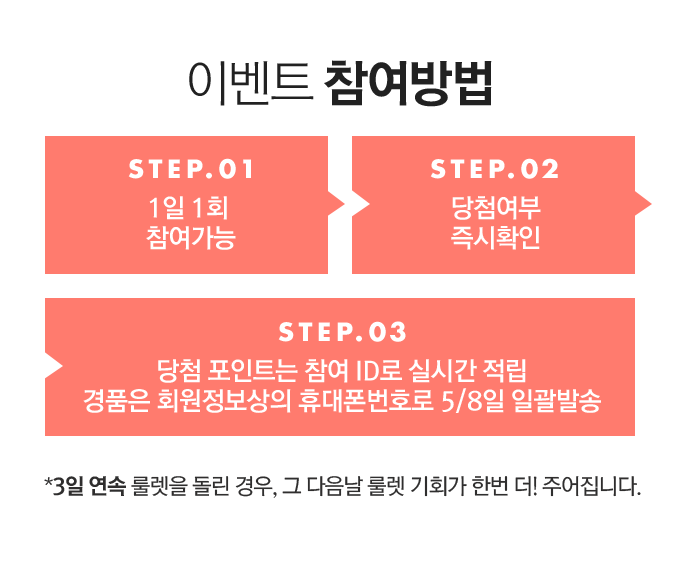 이벤트 참여방법
STEP.01
1일 1회
참여가능
STEP.02
당첨여부
즉시확인
STEP.03
당첨 포인트는 참여 ID로 실시간 적립
경품은 회원정보상의 휴대폰번호로 5/8일 일괄발송
*3일 연속 룰렛을 돌린 경우, 그 다음날 룰렛 기회가 한번 더! 주어집니다.